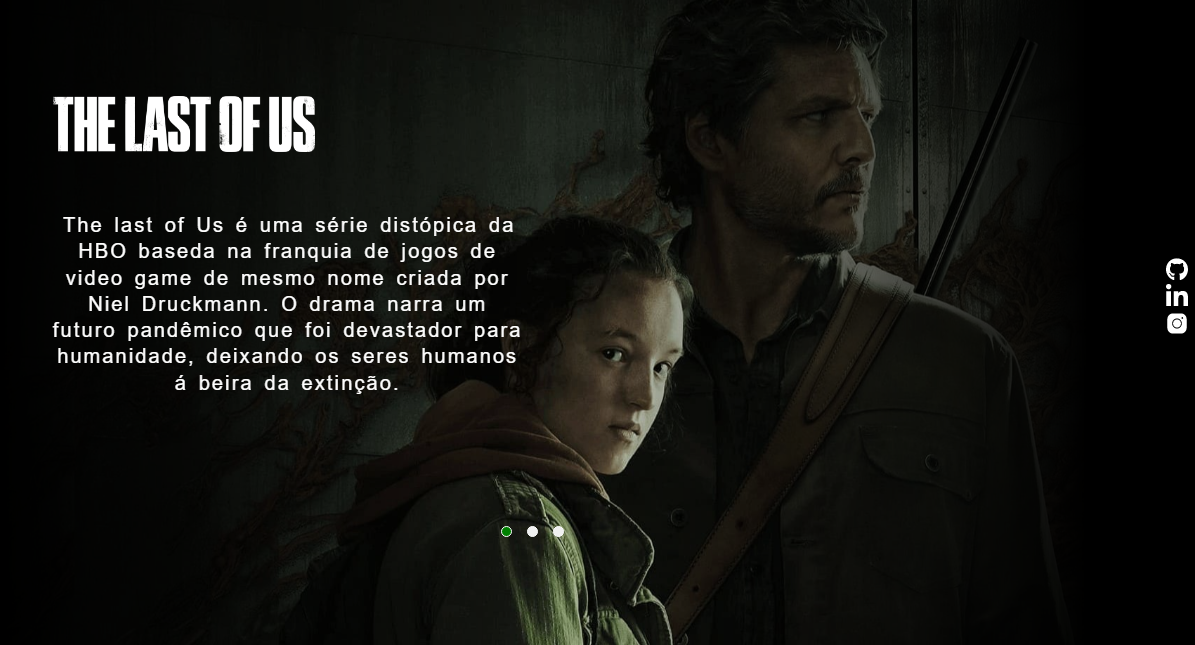 THE LAST OF US
The last of Us é uma série distópica da
HBO baseda na franquia de jogos de
video game de mesmo nome criada por
Niel Druckmann. O drama narra um
futuro pandêmico que foi devastador para
humanidade, deixando os seres humanos
á beira da extinção.
in